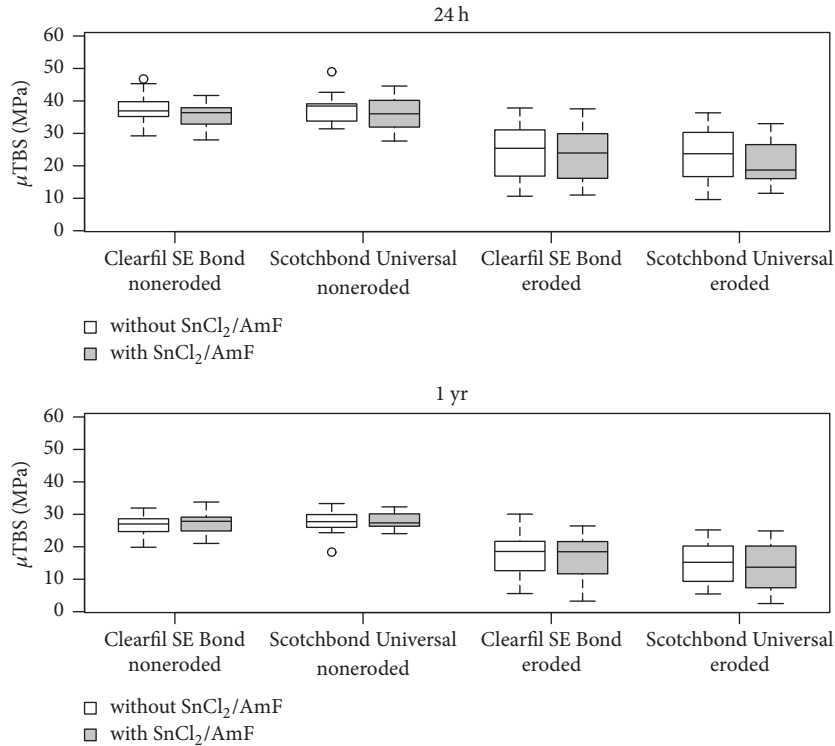 24 h
60
50
40
30
20
10
0
μTBS (MPa)
Clearfil SE Bond noneroded
Scotchbond Universal noneroded
Clearfil SE Bond eroded
Scotchbond Universal eroded
without SnCl₂/AmF
with SnCl₂/AmF
1 yr
60
50
40
30
20
10
0
μTBS (MPa)
Clearfil SE Bond noneroded
Scotchbond Universal noneroded
Clearfil SE Bond eroded
Scotchbond Universal eroded
without SnCl₂/AmF
with SnCl₂/AmF